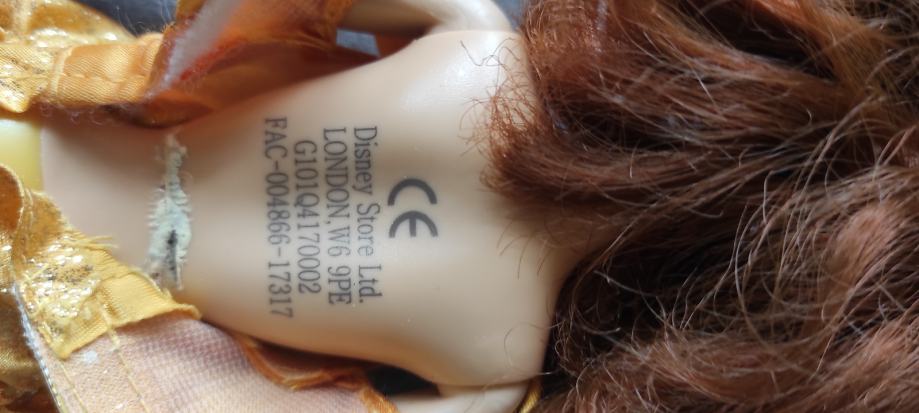 CE
Disney Store Ltd.
LONDON,W6 9PE
G101Q4170002
FAC-004866-17317